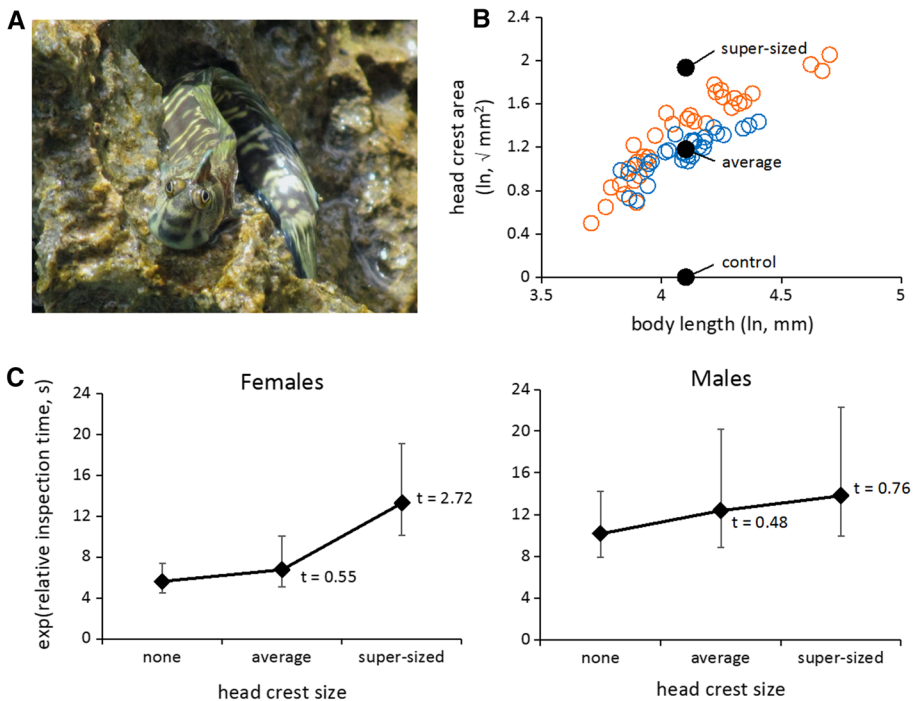 A
B
2.4
2
1.6
1.2
0.8
0.4
0
head crest area
(ln, √ mm²)
super-sized
average
control
3.5
4
4.5
5
body length (ln, mm)
C
Females
exp(relative inspection time, s)
24
20
16
12
8
4
0
t = 0.55
t = 2.72
none
average
super-sized
head crest size
Males
24
20
16
12
8
4
0
t = 0.48
t = 0.76
none
average
super-sized
head crest size